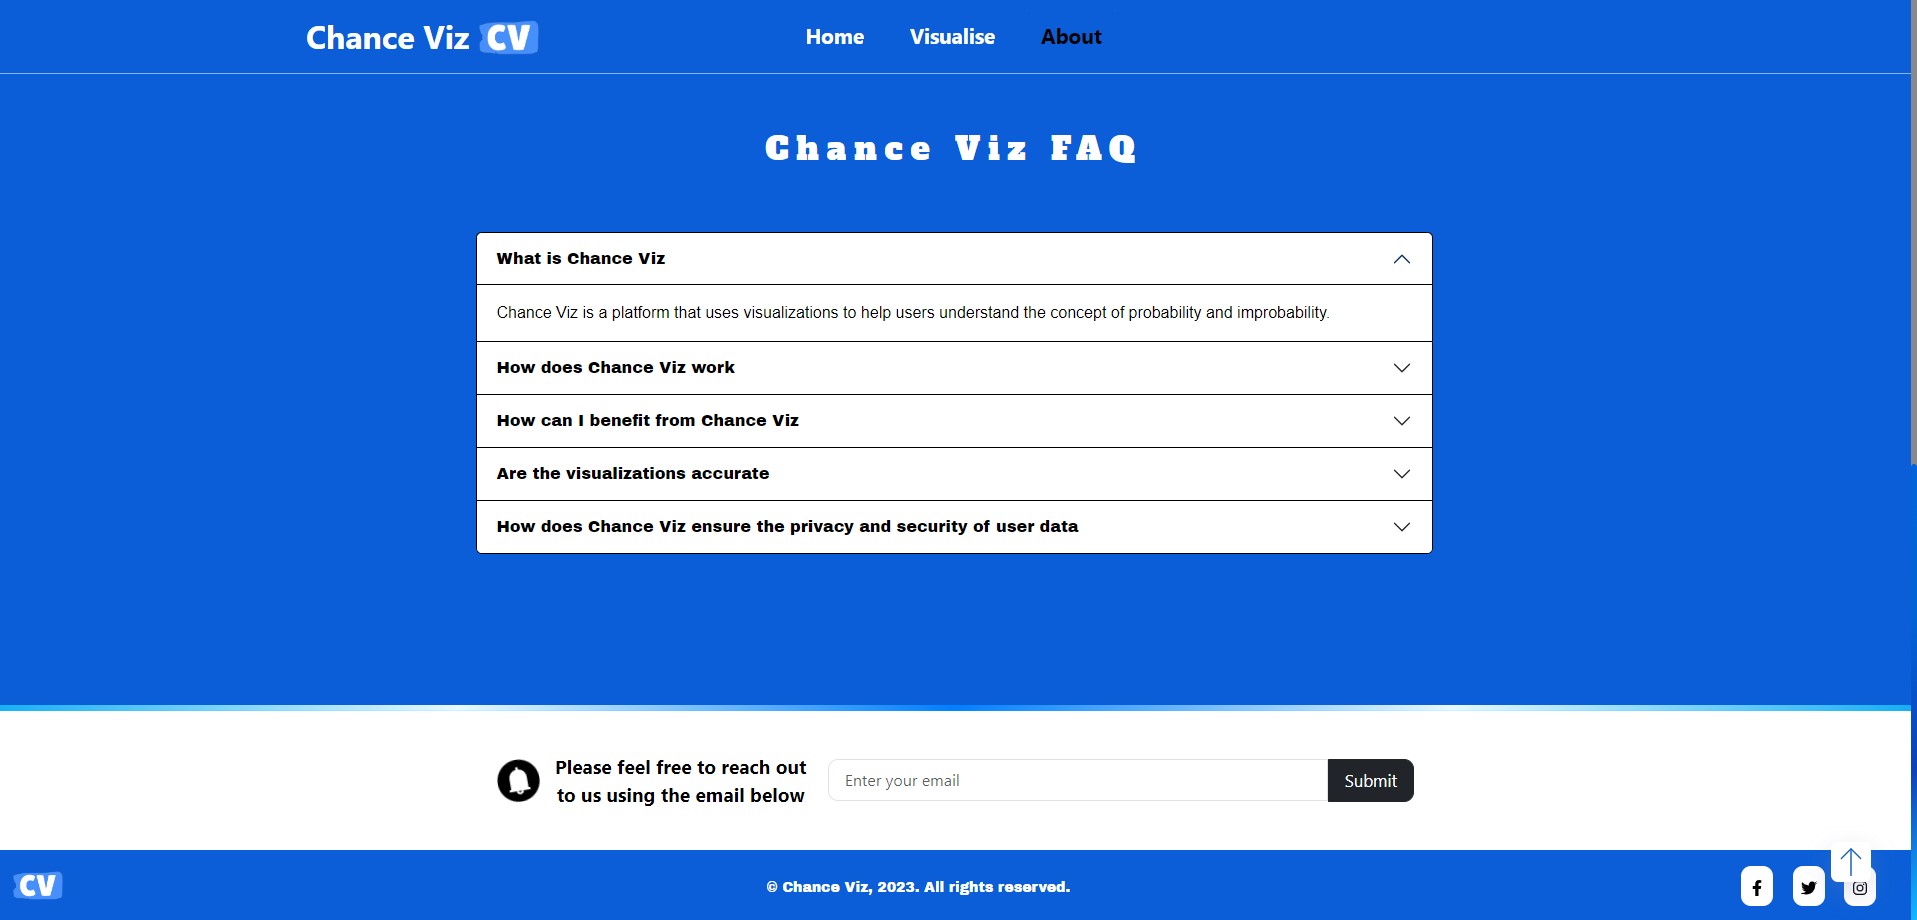 Chance Viz CV
Home Visualise About
Chance Viz FAQ
What is Chance Viz
Chance Viz is a platform that uses visualizations to help users understand the concept of probability and improbability.
How does Chance Viz work
How can I benefit from Chance Viz
Are the visualizations accurate
How does Chance Viz ensure the privacy and security of user data
Please feel free to reach out
to us using the email below
Enter your email
Submit
CV
© Chance Viz, 2023. All rights reserved.